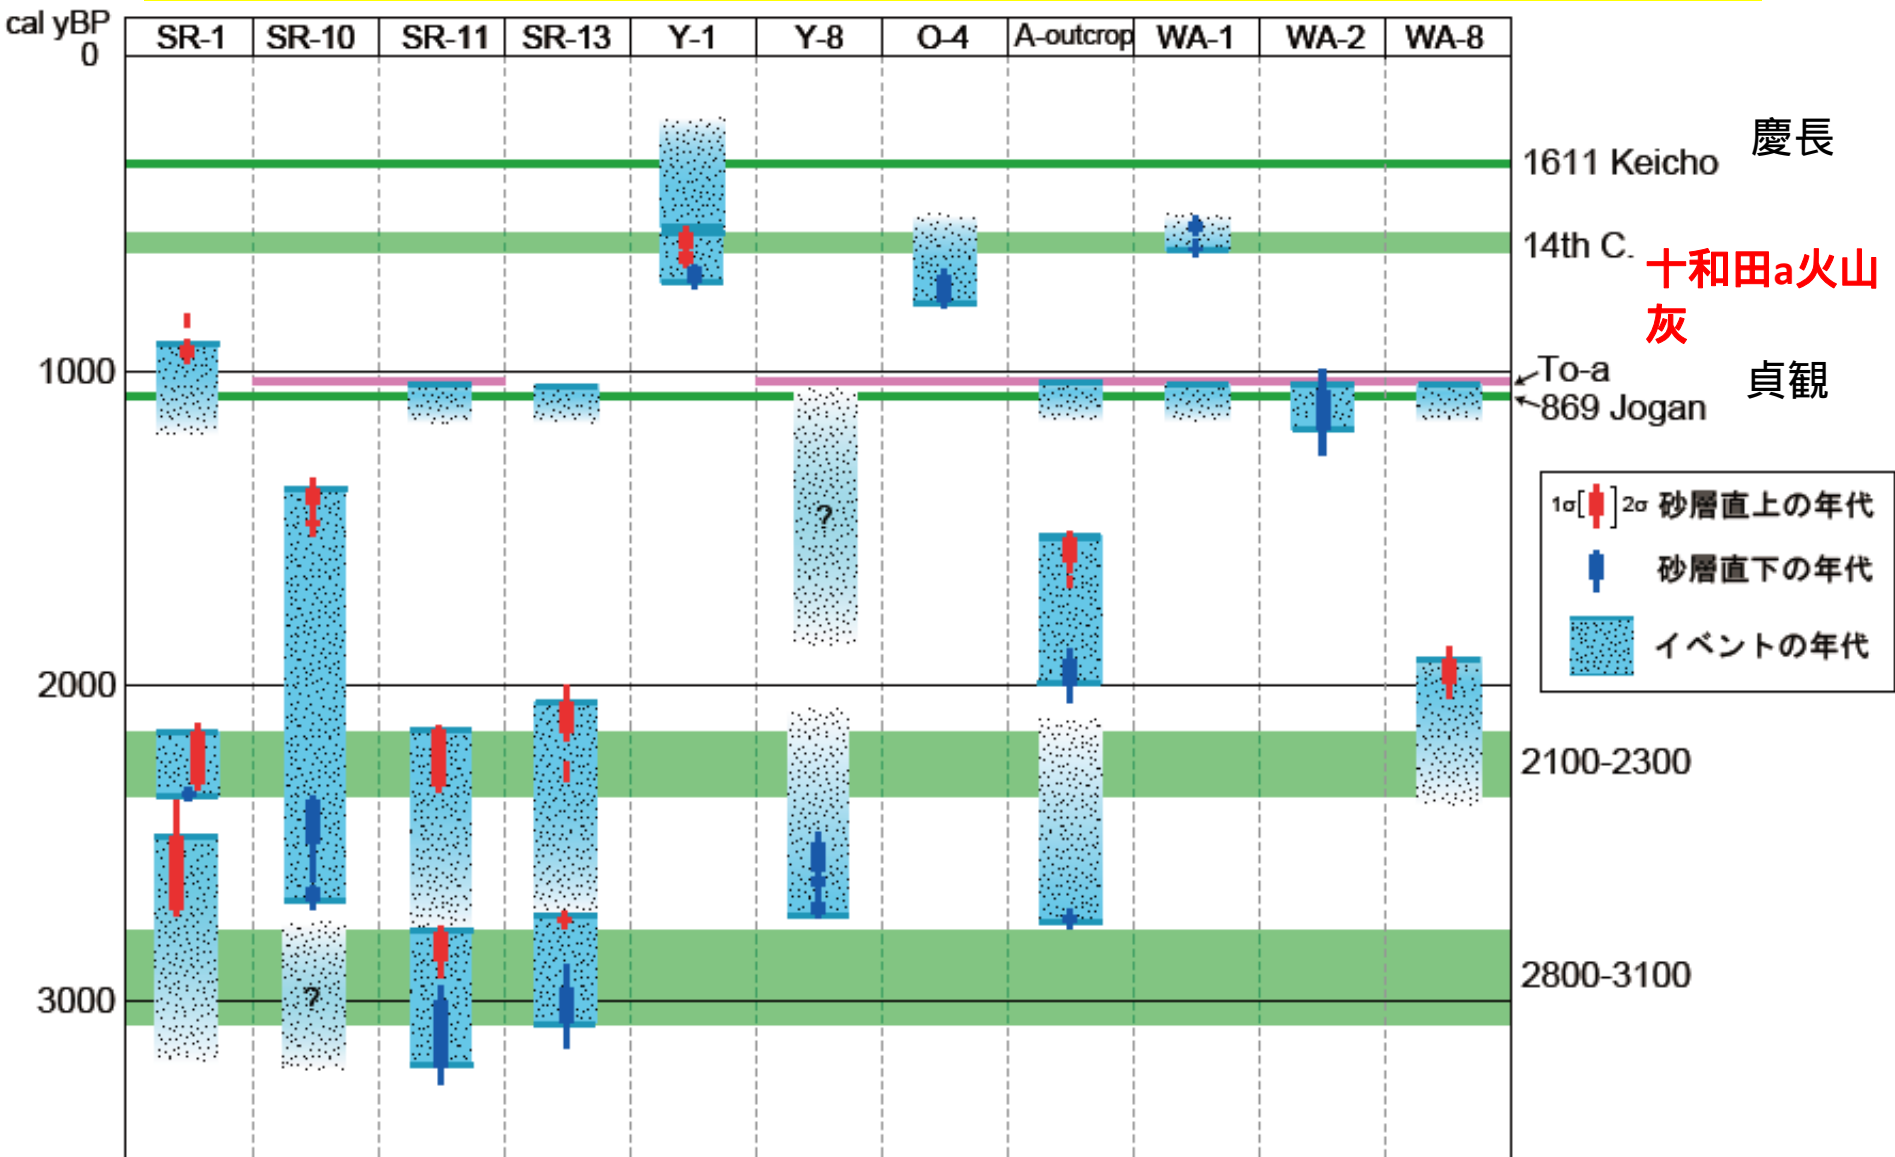 cal yBP
SR-1 SR-10 SR-11 SR-13 Y-1 Y-8 O-4 A-outcrop WA-1 WA-2 WA-8
0
慶長
1611 Keicho
14th C.
十和田a火山
灰
1000
To-a
貞観
869 Jogan
1σ[ ]2σ 砂層直上の年代
?
砂層直下の年代
イベントの年代
2000
2100-2300
2800-3100
?
3000